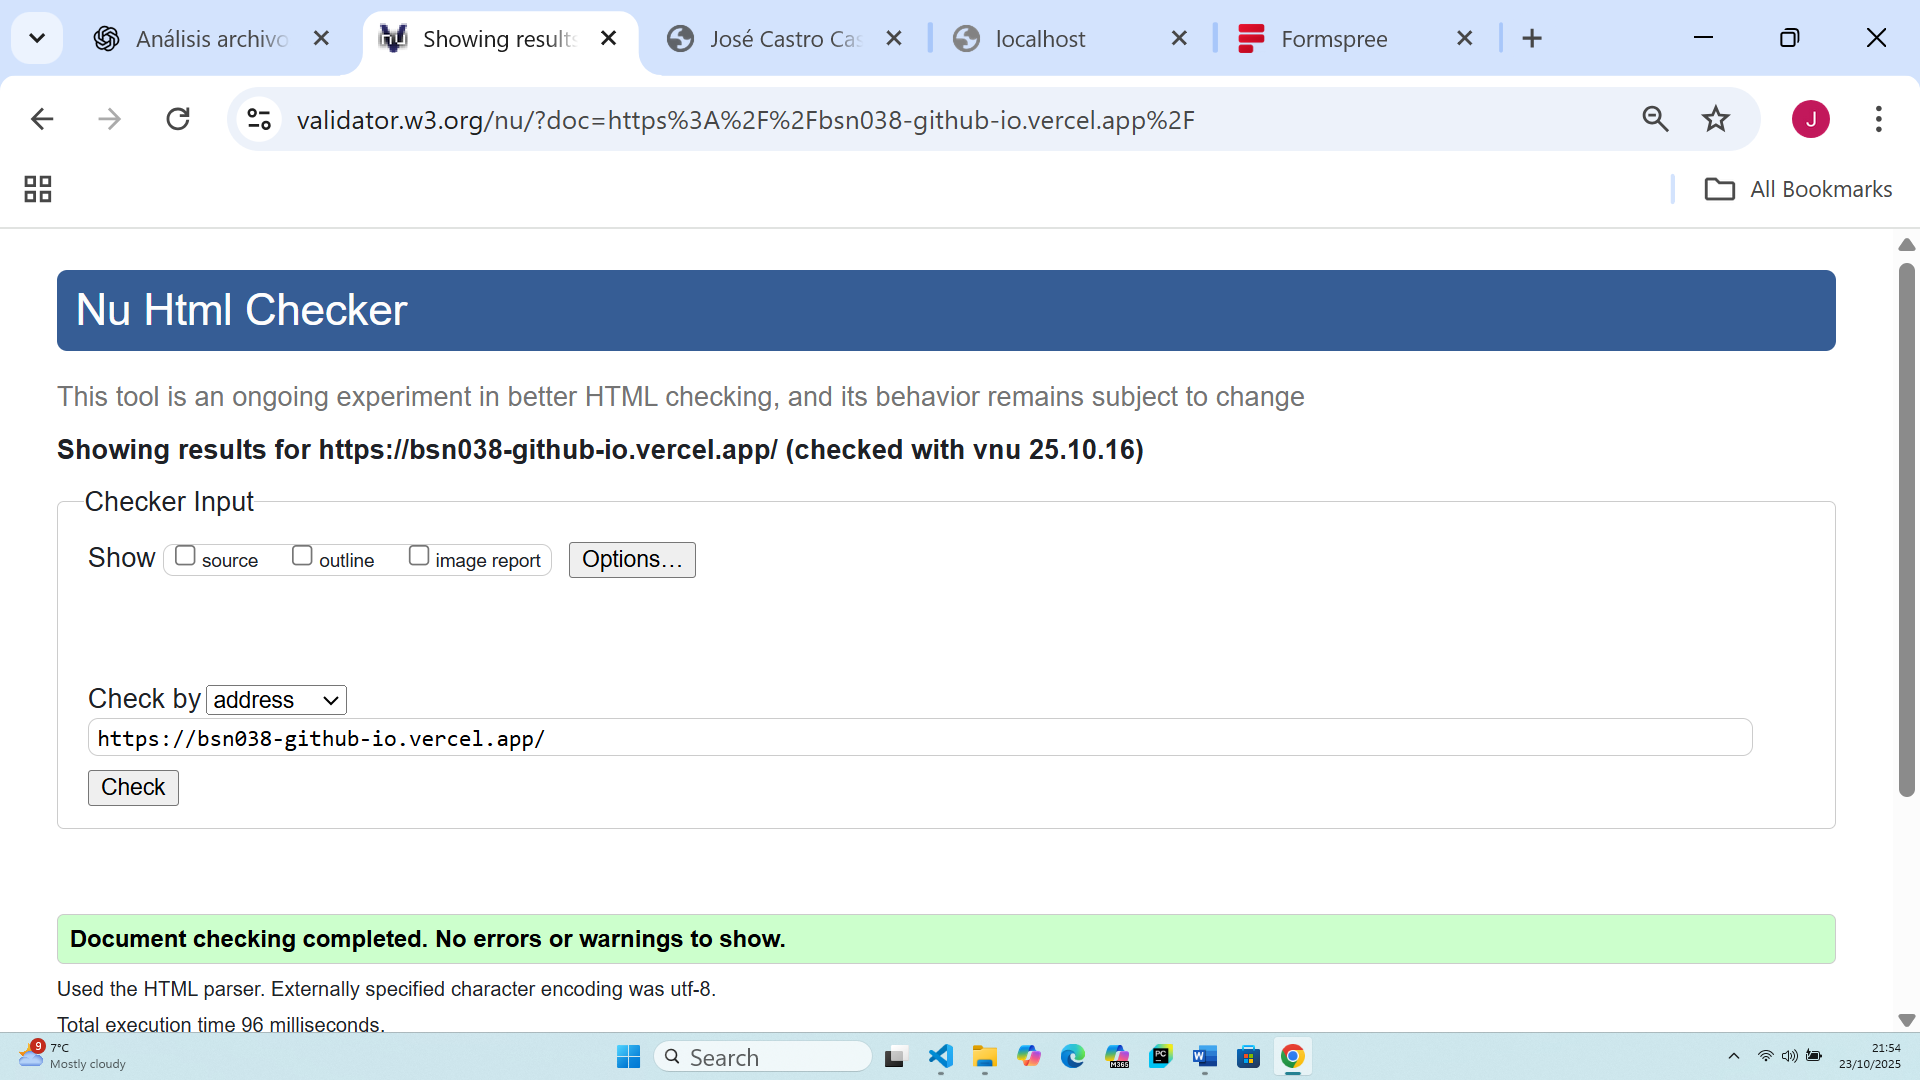 Análisis archivo
Showing results
José Castro Cas
localhost
Formspree
validator.w3.org/nu/?doc=https%3A%2F%2Fbsn038-github-io.vercel.app%2F
J
All Bookmarks
Nu Html Checker
This tool is an ongoing experiment in better HTML checking, and its behavior remains subject to change
Showing results for https://bsn038-github-io.vercel.app/ (checked with vnu 25.10.16)
Checker Input
Show source outline image report Options…
Check by address
https://bsn038-github-io.vercel.app/
Check
Document checking completed. No errors or warnings to show.
Used the HTML parser. Externally specified character encoding was utf-8.
Total execution time 96 milliseconds.
9
7°C
Mostly cloudy
Search
M365
PC
W
21:54
23/10/2025